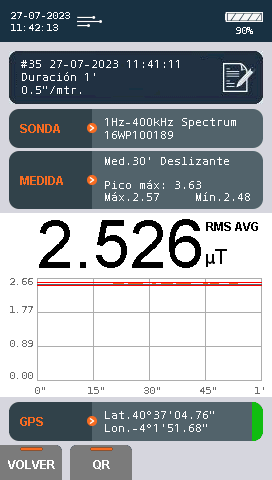 27-07-2023
11:42:13
90%
#35 27-07-2023 11:41:11
Duración 1'
0.5"/mtr.
SONDA
1Hz-400kHz Spectrum
16WP100189
MEDIDA
Med.30' Deslizante
Pico máx: 3.63
Máx.2.57 Mín.2.48
2.526 RMS AVG
µT
2.66
1.77
0.89
0.00
0" 15" 30" 45" 1'
GPS
Lat.40°37'04.76"
Lon.-4°1'51.68"
VOLVER QR